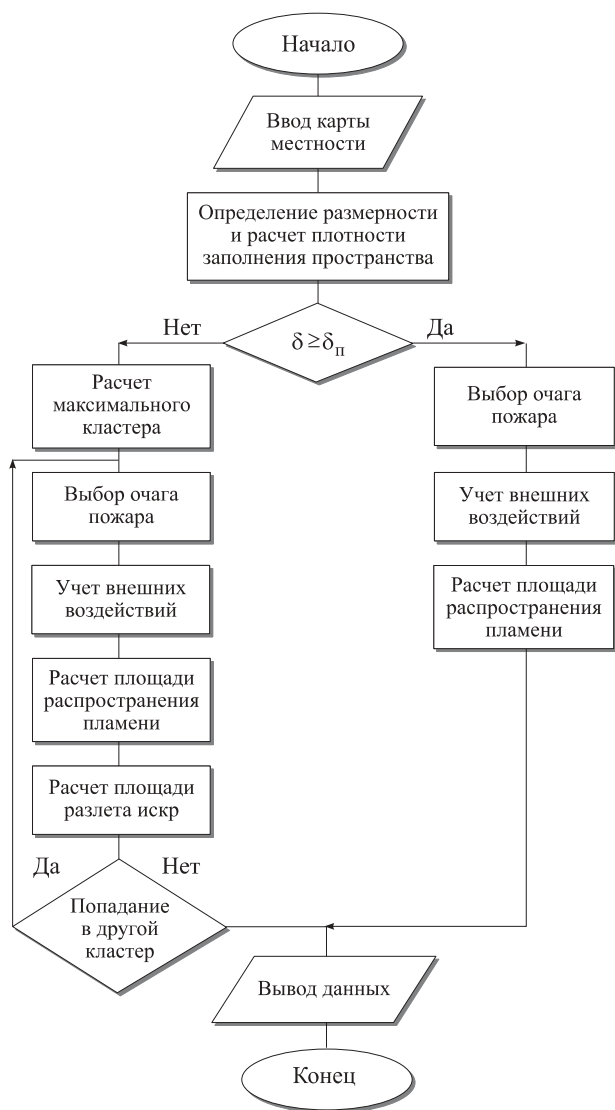 Начало
Ввод карты
местности
Определение размерности
и расчет плотности
заполнения пространства
Нет
δ ≥ δп
Да
Расчет
максимального
кластера
Выбор очага
пожара
Учет внешних
воздействий
Расчет площади
распространения
пламени
Расчет площади
разлета искр
Да
Нет
Попадание
в другой
кластер
Выбор очага
пожара
Учет внешних
воздействий
Расчет площади
распространения
пламени
Вывод данных
Конец